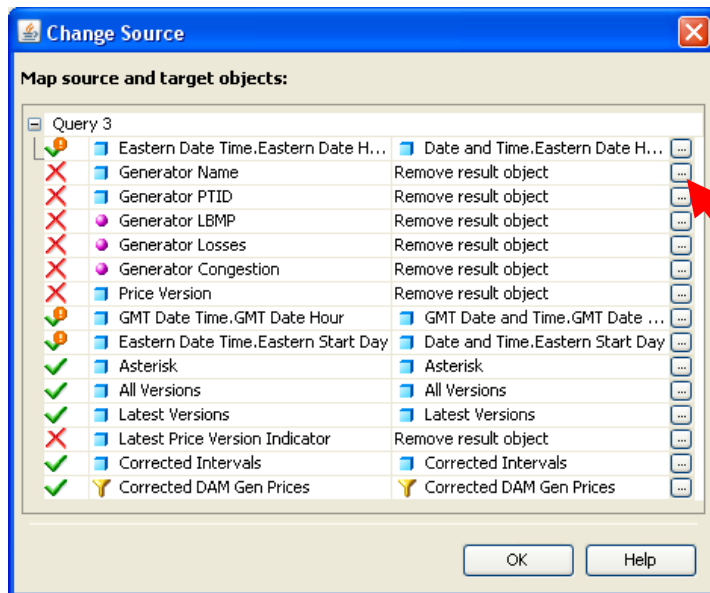 Change Source
Map source and target objects:
Query 3
Eastern Date Time.Eastern Date H... Date and Time.Eastern Date H... ...
Generator Name Remove result object ...
Generator PTID Remove result object ...
Generator LBMP Remove result object ...
Generator Losses Remove result object ...
Generator Congestion Remove result object ...
Price Version Remove result object ...
GMT Date Time.GMT Date Hour GMT Date and Time.GMT Date ... ...
Eastern Date Time.Eastern Start Day Date and Time.Eastern Start Day ...
Asterisk Asterisk ...
All Versions All Versions ...
Latest Versions Latest Versions ...
Latest Price Version Indicator Remove result object ...
Corrected Intervals Corrected Intervals ...
Corrected DAM Gen Prices Corrected DAM Gen Prices ...
OK Help